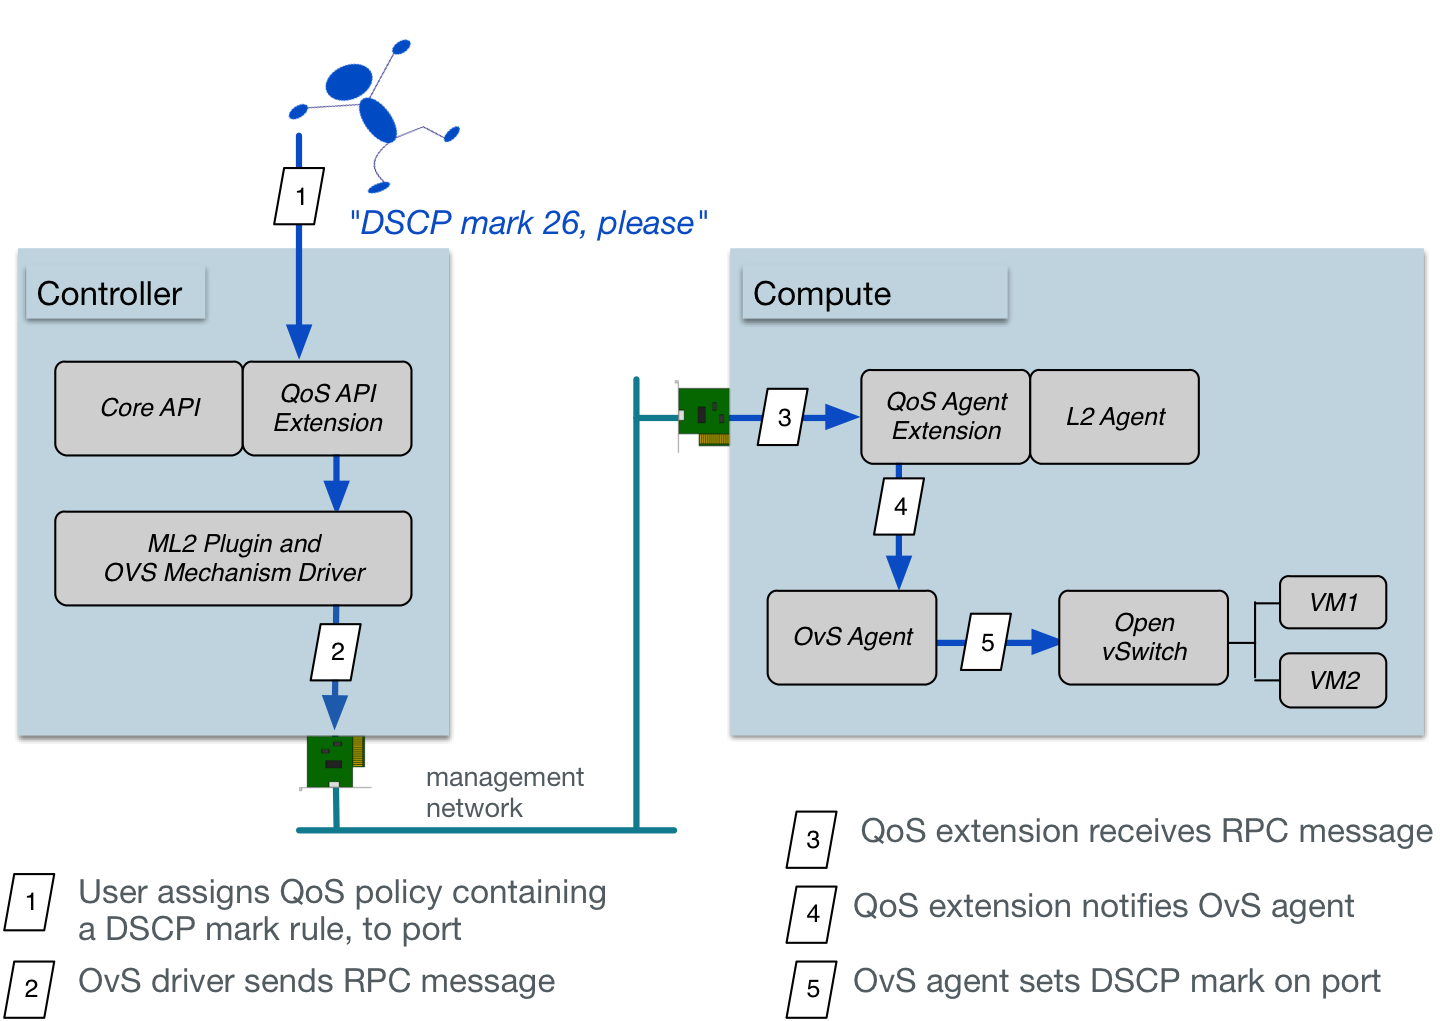 1
"DSCP mark 26, please"
Controller
Core API
QoS API
Extension
ML2 Plugin and
OVS Mechanism Driver
2
management
network
Compute
3
QoS Agent
Extension
L2 Agent
4
OvS Agent
5
Open
vSwitch
VM1
VM2
1
User assigns QoS policy containing
a DSCP mark rule, to port
2
OvS driver sends RPC message
3
QoS extension receives RPC message
4
QoS extension notifies OvS agent
5
OvS agent sets DSCP mark on port